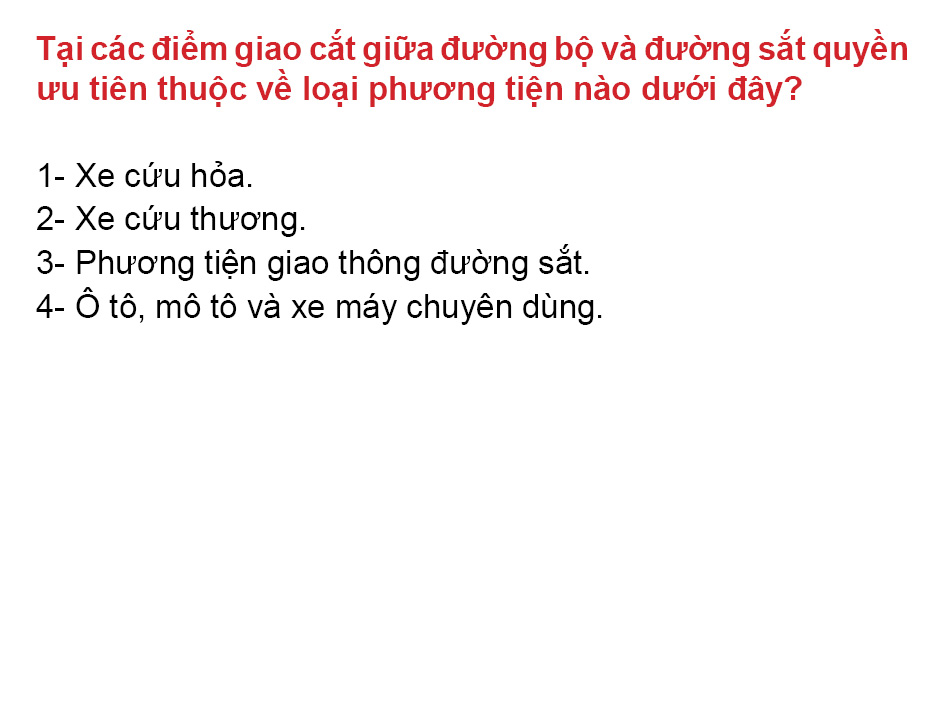 Tại các điểm giao cắt giữa đường bộ và đường sắt quyền
ưu tiên thuộc về loại phương tiện nào dưới đây?
1- Xe cứu hỏa.
2- Xe cứu thương.
3- Phương tiện giao thông đường sắt.
4- Ô tô, mô tô và xe máy chuyên dùng.